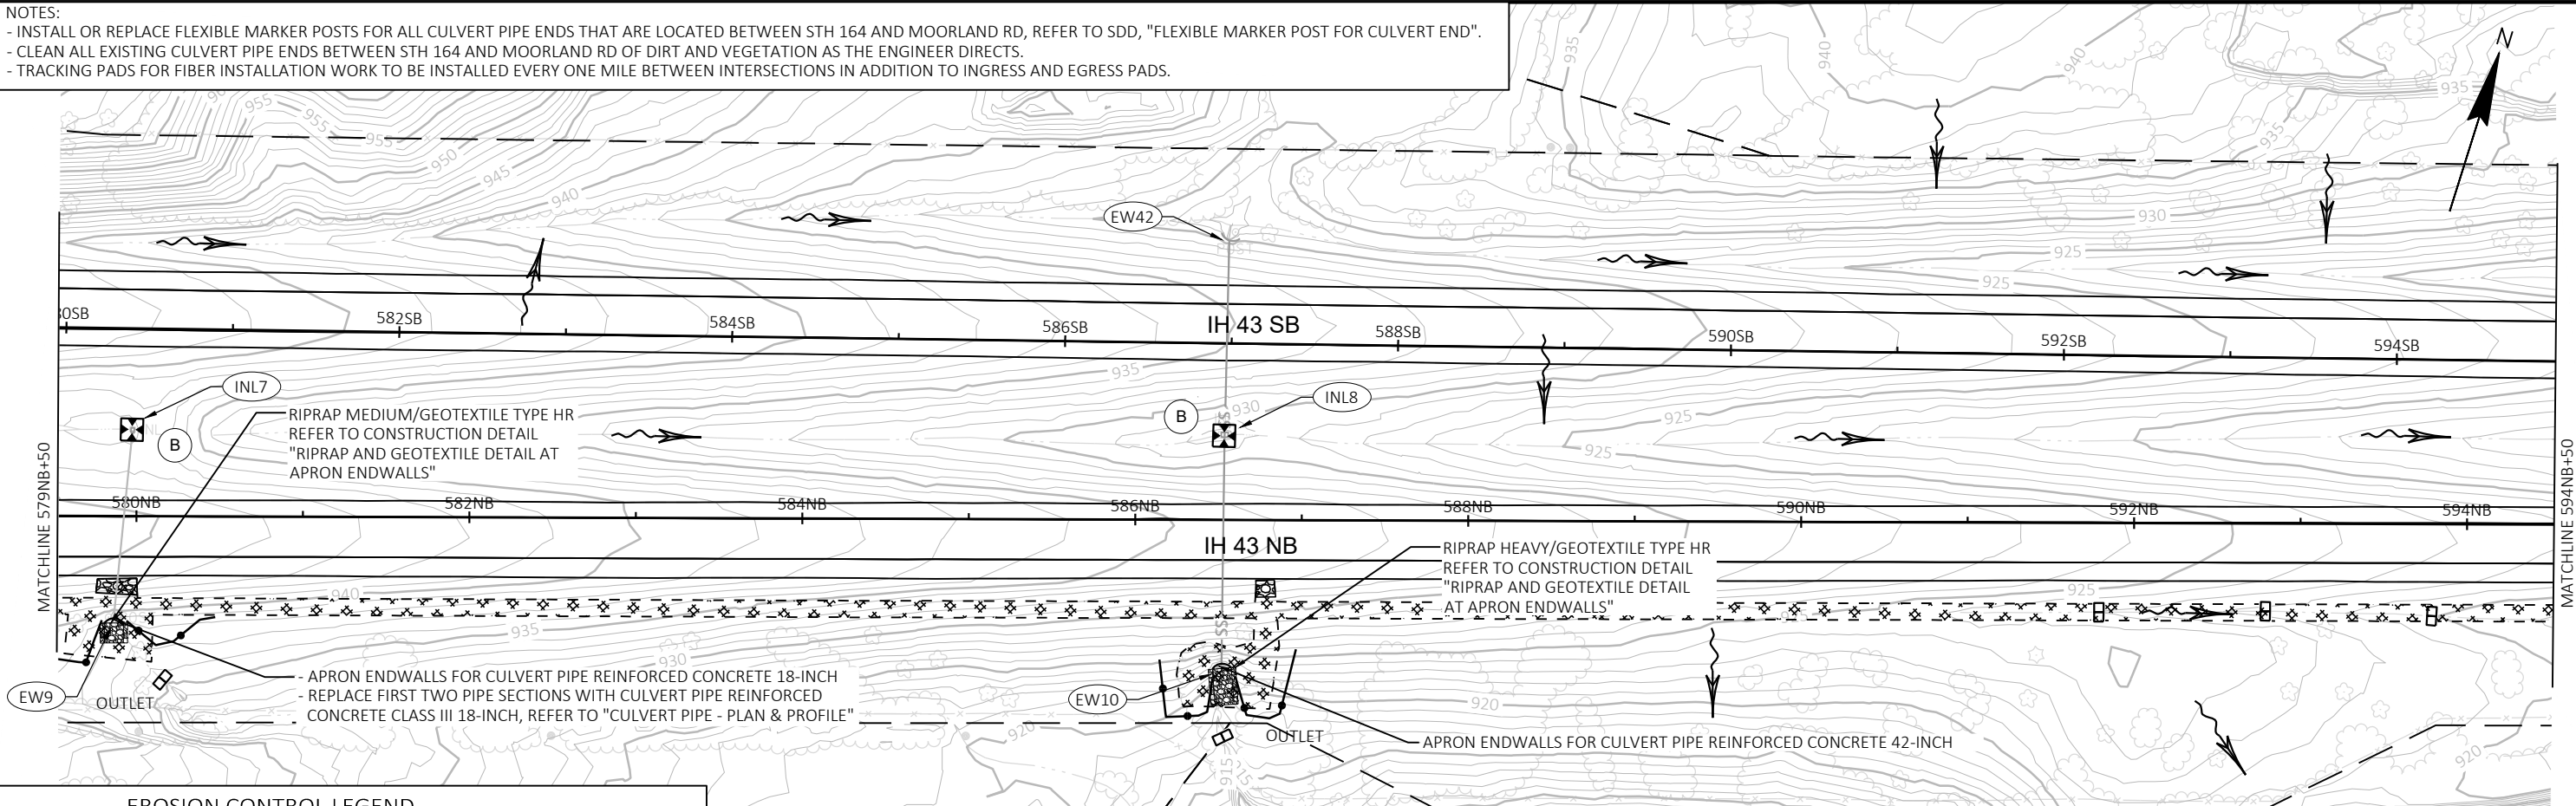 NOTES:
- INSTALL OR REPLACE FLEXIBLE MARKER POSTS FOR ALL CULVERT PIPE ENDS THAT ARE LOCATED BETWEEN STH 164 AND MOORLAND RD, REFER TO SDD, "FLEXIBLE MARKER POST FOR CULVERT END".
- CLEAN ALL EXISTING CULVERT PIPE ENDS BETWEEN STH 164 AND MOORLAND RD OF DIRT AND VEGETATION AS THE ENGINEER DIRECTS.
- TRACKING PADS FOR FIBER INSTALLATION WORK TO BE INSTALLED EVERY ONE MILE BETWEEN INTERSECTIONS IN ADDITION TO INGRESS AND EGRESS PADS.
N
935
940
940
935
935
955
955
955
950
945
940
930
925
925
EW42
0SB
582SB
584SB
586SB
IH 43 SB
588SB
590SB
592SB
594SB
935
930
925
925
INL7
B
B
INL8
RIPRAP MEDIUM/GEOTEXTILE TYPE HR
REFER TO CONSTRUCTION DETAIL
"RIPRAP AND GEOTEXTILE DETAIL AT
APRON ENDWALLS"
MATCHLINE 579NB+50
MATCHLINE 594NB+50
580NB
582NB
584NB
586NB
588NB
590NB
592NB
594NB
IH 43 NB
RIPRAP HEAVY/GEOTEXTILE TYPE HR
REFER TO CONSTRUCTION DETAIL
"RIPRAP AND GEOTEXTILE DETAIL
AT APRON ENDWALLS"
940
935
930
925
SS
SS
EW9
OUTLET
- APRON ENDWALLS FOR CULVERT PIPE REINFORCED CONCRETE 18-INCH
- REPLACE FIRST TWO PIPE SECTIONS WITH CULVERT PIPE REINFORCED
CONCRETE CLASS III 18-INCH, REFER TO "CULVERT PIPE - PLAN & PROFILE"
EW10
OUTLET
APRON ENDWALLS FOR CULVERT PIPE REINFORCED CONCRETE 42-INCH
920
920
920
915
915
EROSION CONTROL LEGEND